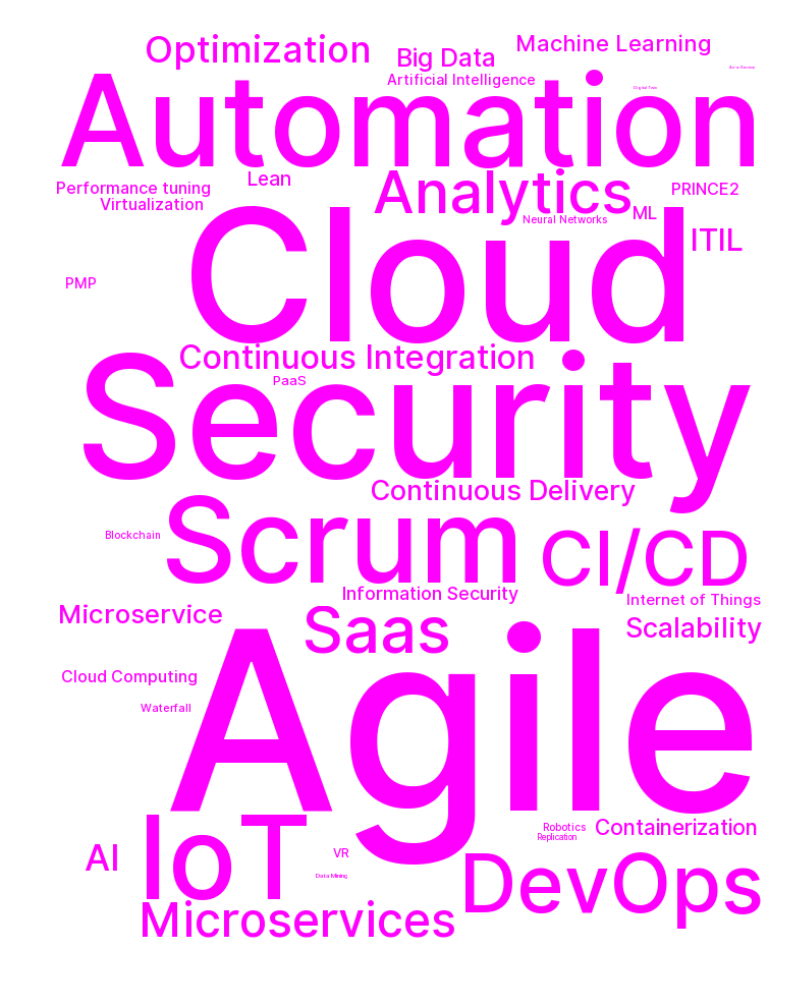 Optimization
Big Data
Machine Learning
Artificial Intelligence
Digital Twin
Automation
Performance tuning
Lean
Analytics
PRINCE2
Virtualization
Neural Networks
ML
Cloud
ITIL
PMP
Continuous Integration
PaaS
Security
Continuous Delivery
Scrum
CI/CD
Blockchain
Information Security
Internet of Things
Microservice
Saas
Scalability
Cloud Computing
Waterfall
Agile
IoT
Robotics
Containerization
Replication
AI
VR
Data Mining
DevOps
Microservices